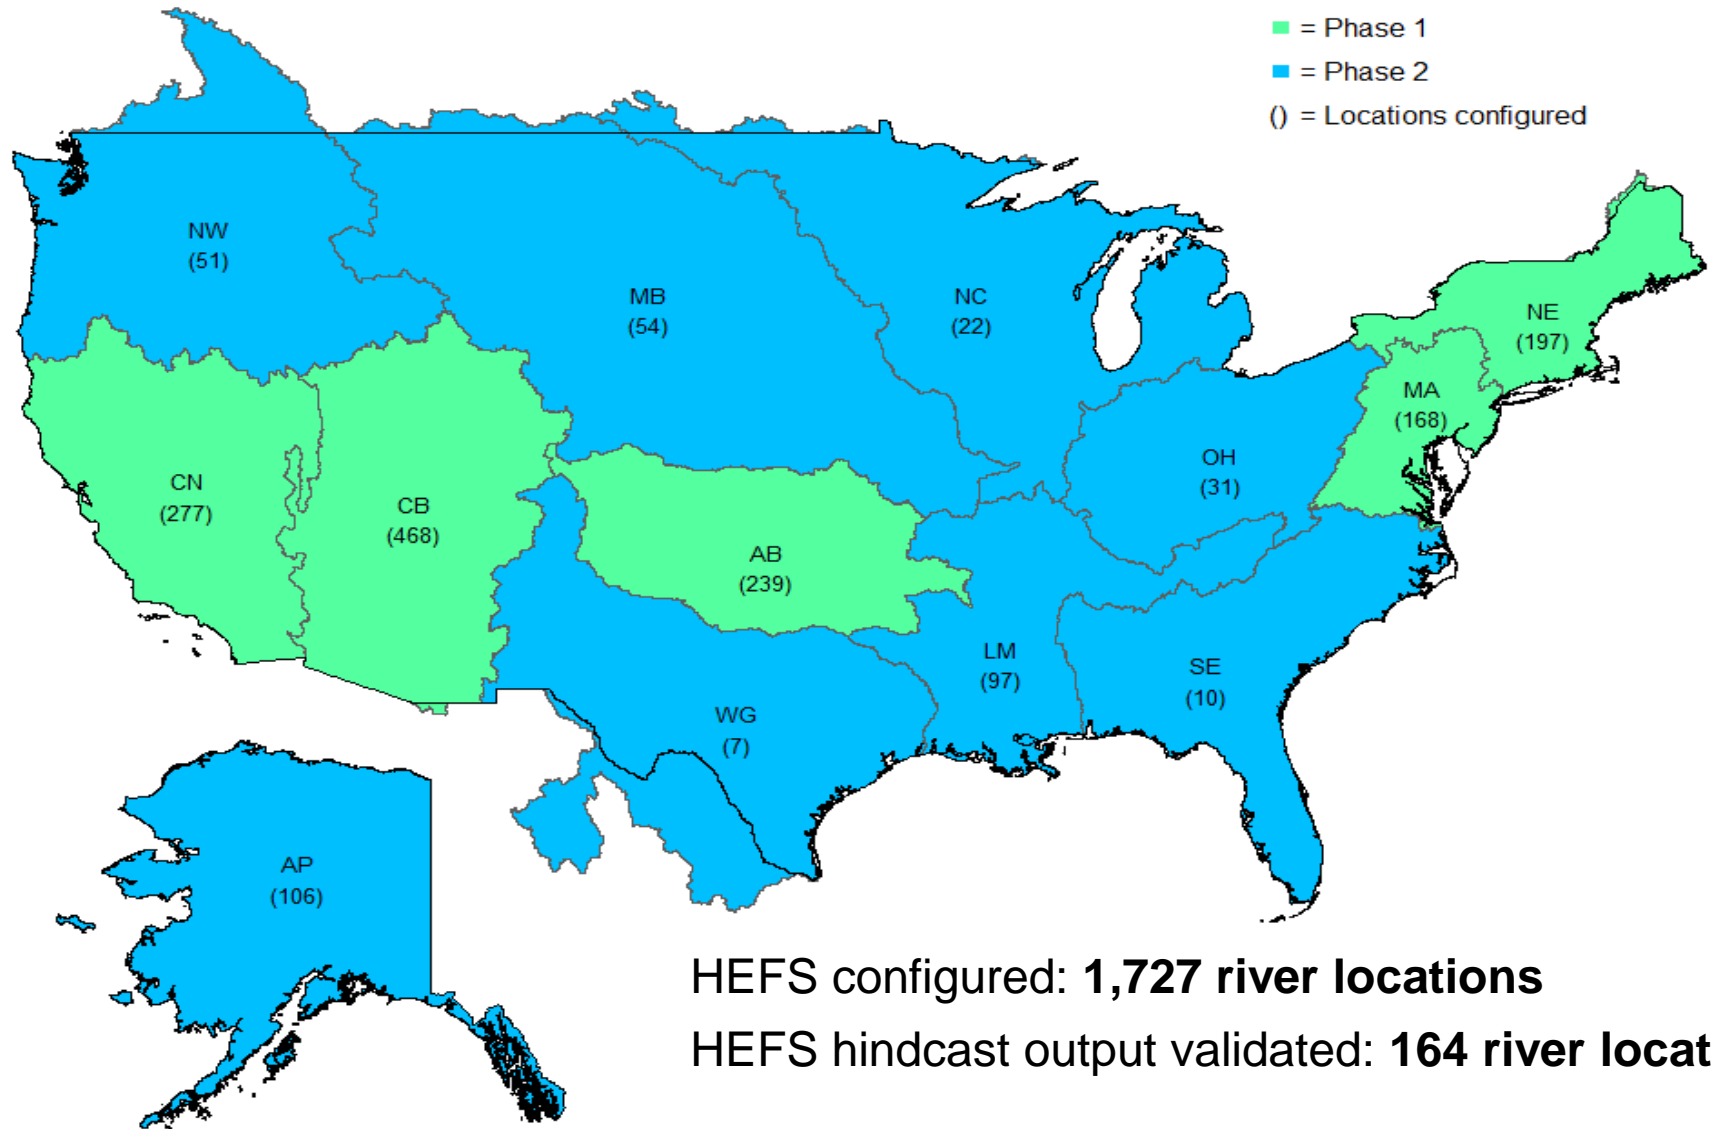 = Phase 1
= Phase 2
() = Locations configured
NW
(51)
MB
(54)
NC
(22)
NE
(197)
MA
(168)
OH
(31)
CN
(277)
CB
(468)
AB
(239)
LM
(97)
SE
(10)
WG
(7)
AP
(106)
HEFS configured: 1,727 river locations
HEFS hindcast output validated: 164 river locat